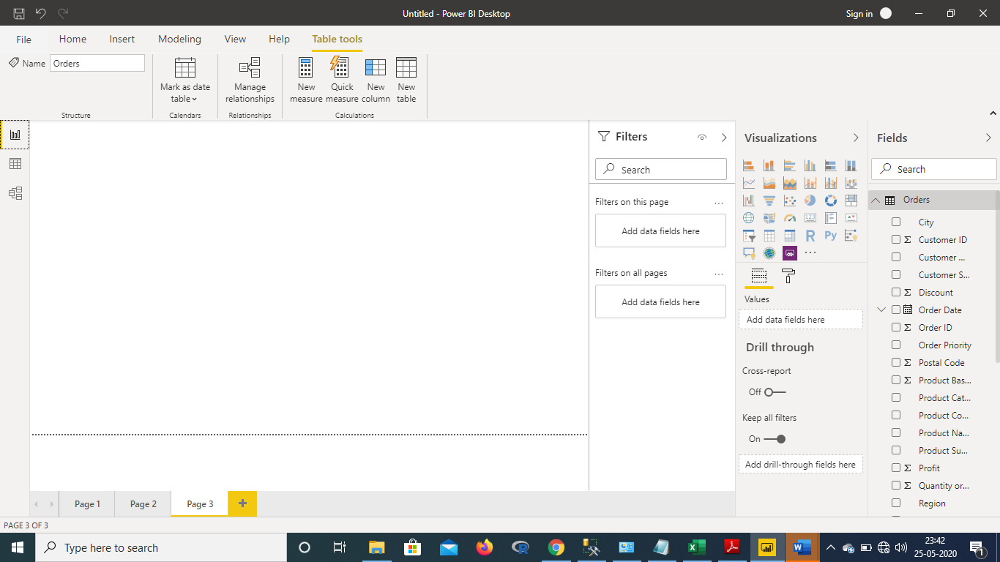 Untitled - Power BI Desktop
Sign in
File Home Insert Modeling View Help Table tools
Name Orders
Mark as date table
Manage relationships
New measure
Quick measure
New column
New table
Structure
Calendars
Relationships
Calculations
Filters
Search
Filters on this page
...
Add data fields here
Filters on all pages
...
Add data fields here
Visualizations
123
R
Py
...
Values
Add data fields here
Drill through
Cross-report
Off
Keep all filters
On
Add drill-through fields here
Fields
Search
Orders
City
Σ Customer ID
Customer ...
Customer S...
Σ Discount
Order Date
Σ Order ID
Order Priority
Σ Postal Code
Σ Product Bas...
Product Cat...
Product Co...
Product Na...
Product Su...
Σ Profit
Σ Quantity or...
Region
Page 1
Page 2
Page 3
+
PAGE 3 OF 3
Type here to search
23:42
25-05-2020
1